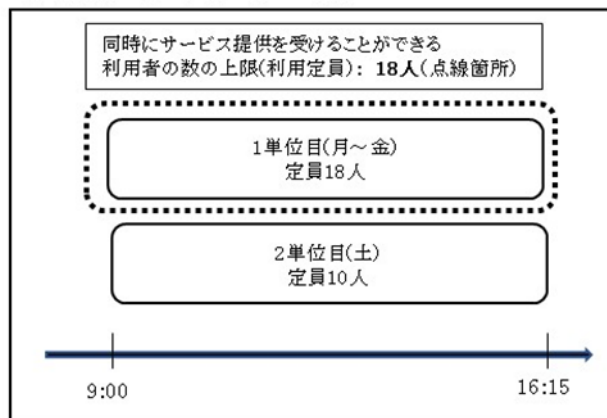 同時にサービス提供を受けることができる
利用者の数の上限(利用定員)： 18人(点線箇所)
1単位目(月～金)
定員18人
2単位目(土)
定員10人
9:00
16:15